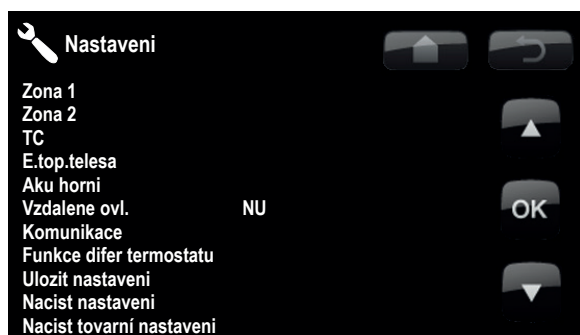 Nastaveni
Zona 1
Zona 2
TC
E.top.telesa
Aku horni
Vzdalene ovl. NU
Komunikace
Funkce difer termostatu
Ulozit nastaveni
Nacist nastaveni
Nacist tovarní nastaveni
OK